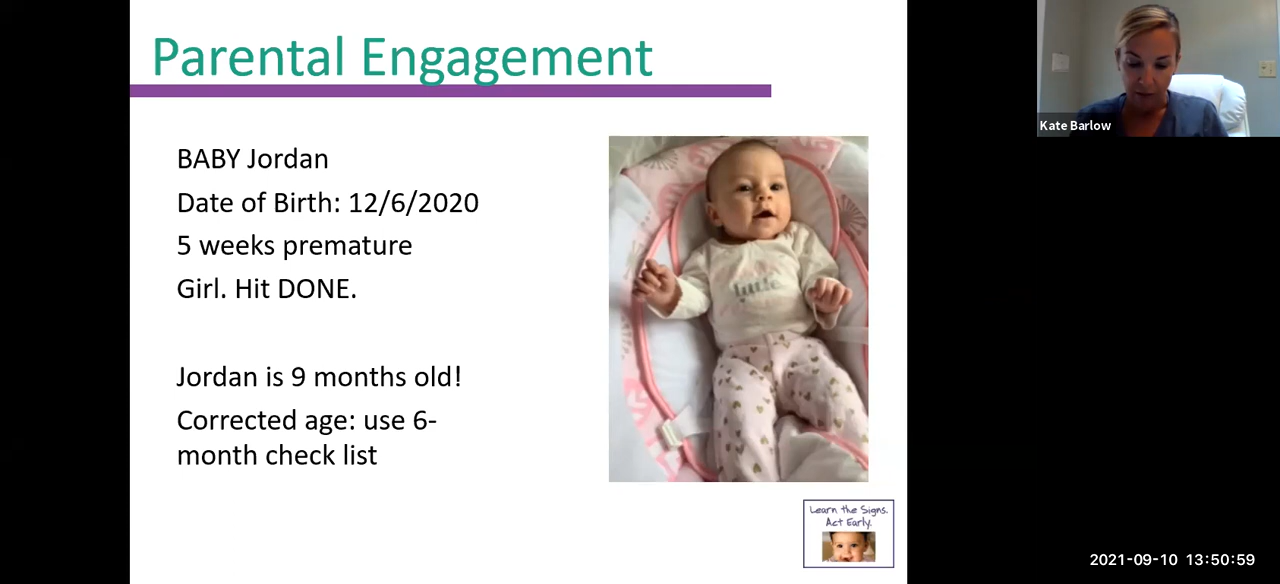 Parental Engagement
BABY Jordan
Date of Birth: 12/6/2020
5 weeks premature
Girl. Hit DONE.
Jordan is 9 months old!
Corrected age: use 6-
month check list
little
Learn the Signs.
Act Early.
Kate Barlow
2021-09-10 13:50:59